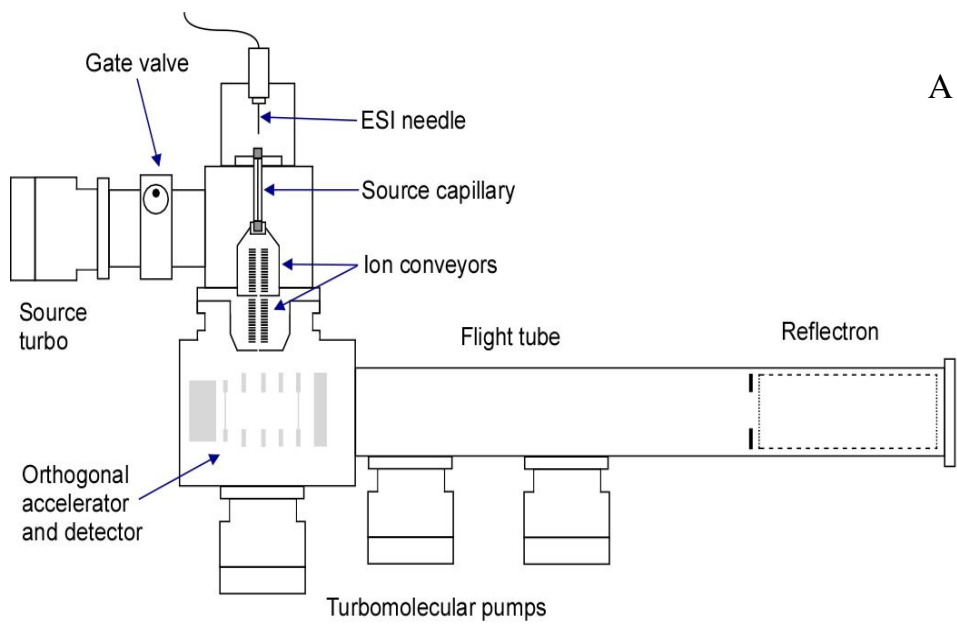 Gate valve
A
ESI needle
Source capillary
Ion conveyors
Source
turbo
Flight tube
Reflectron
Orthogonal
accelerator
and detector
Turbomolecular pumps